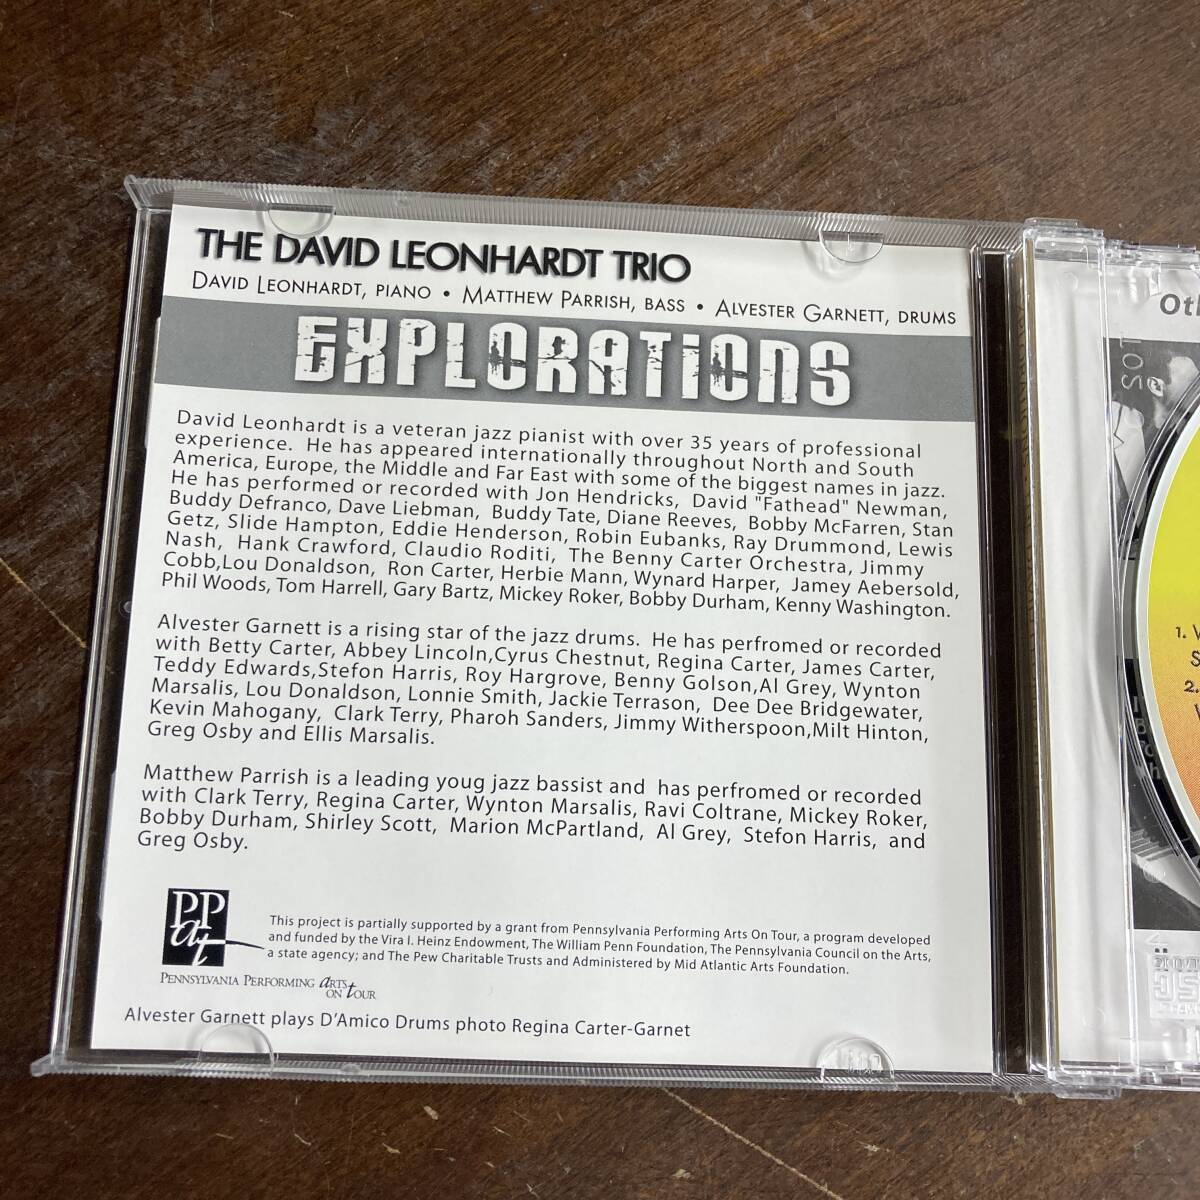 THE DAVID LEONHARDT TRIO
DAVID LEONHARDT, PIANO • MATTHEW PARRISH, BASS • ALVESTER GARNETT, DRUMS
EXPLORATIONS
David Leonhardt is a veteran jazz pianist with over 35 years of professional
experience. He has appeared internationally throughout North and South
America, Europe, the Middle and Far East with some of the biggest names in jazz.
He has performed or recorded with Jon Hendricks, David "Fathead" Newman,
Buddy Defranco, Dave Liebman, Buddy Tate, Diane Reeves, Bobby McFarren, Stan
Getz, Slide Hampton, Eddie Henderson, Robin Eubanks, Ray Drummond, Lewis
Nash, Hank Crawford, Claudio Roditi, The Benny Carter Orchestra, Jimmy
Cobb,Lou Donaldson, Ron Carter, Herbie Mann, Wynard Harper, Jamey Aebersold,
Phil Woods, Tom Harrell, Gary Bartz, Mickey Roker, Bobby Durham, Kenny Washington.
Alvester Garnett is a rising star of the jazz drums. He has perfromed or recorded
with Betty Carter, Abbey Lincoln,Cyrus Chestnut, Regina Carter, James Carter,
Teddy Edwards,Stefon Harris, Roy Hargrove, Benny Golson,Al Grey, Wynton
Marsalis, Lou Donaldson, Lonnie Smith, Jackie Terrason, Dee Dee Bridgewater,
Kevin Mahogany, Clark Terry, Pharoh Sanders, Jimmy Witherspoon,Milt Hinton,
Greg Osby and Ellis Marsalis.
Matthew Parrish is a leading youg jazz bassist and has perfromed or recorded
with Clark Terry, Regina Carter, Wynton Marsalis, Ravi Coltrane, Mickey Roker,
Bobby Durham, Shirley Scott, Marion McPartland, Al Grey, Stefon Harris, and
Greg Osby.
PP
at
This project is partially supported by a grant from Pennsylvania Performing Arts On Tour, a program developed
and funded by the Vira I. Heinz Endowment, The William Penn Foundation, The Pennsylvania Council on the Arts,
a state agency; and The Pew Charitable Trusts and Administered by Mid Atlantic Arts Foundation.
PENNSYLVANIA PERFORMING ARTS
ON TOUR
Alvester Garnett plays D'Amico Drums photo Regina Carter-Garnet
Oth
1.
2.